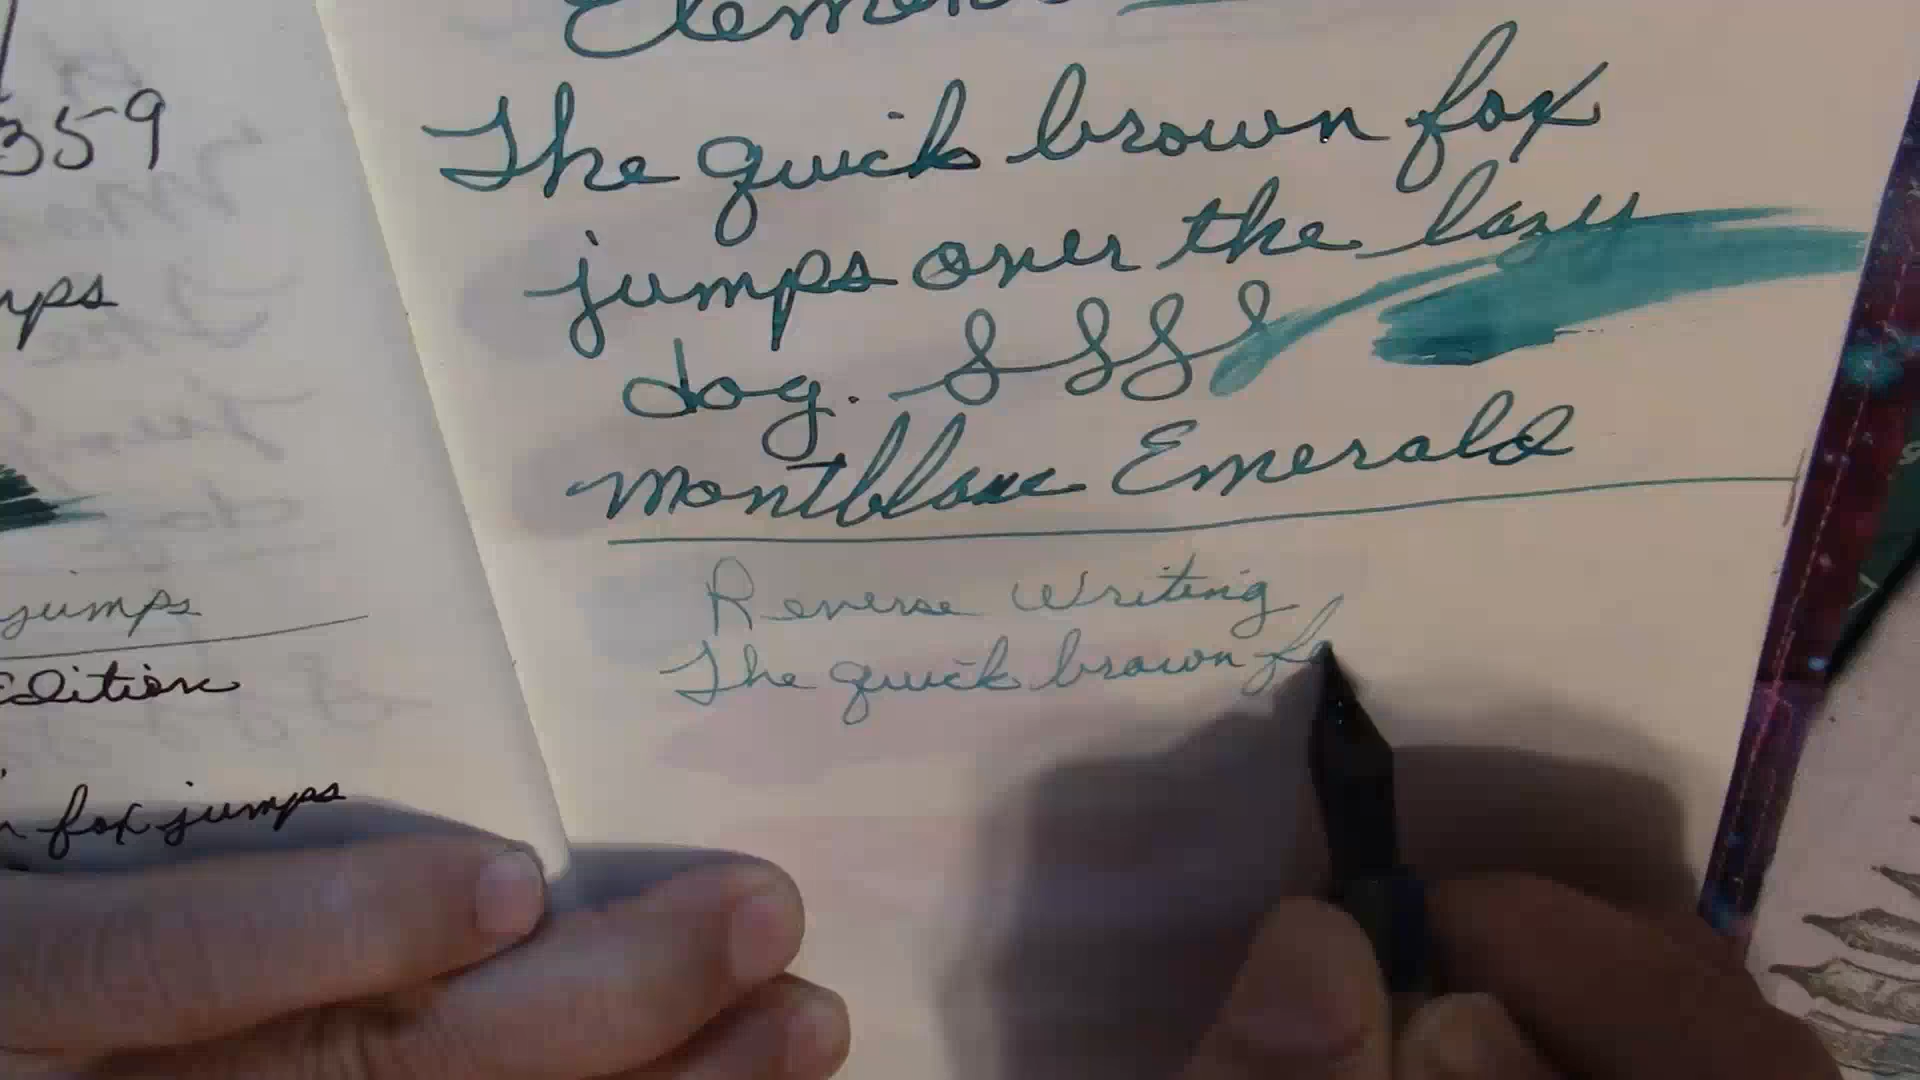 359
mps
jumps
Edition
fox jumps
The quick brown fox
jumps over the lazy
dog.
Montblanc Emerald
Reverse Writing
The quick brown fo